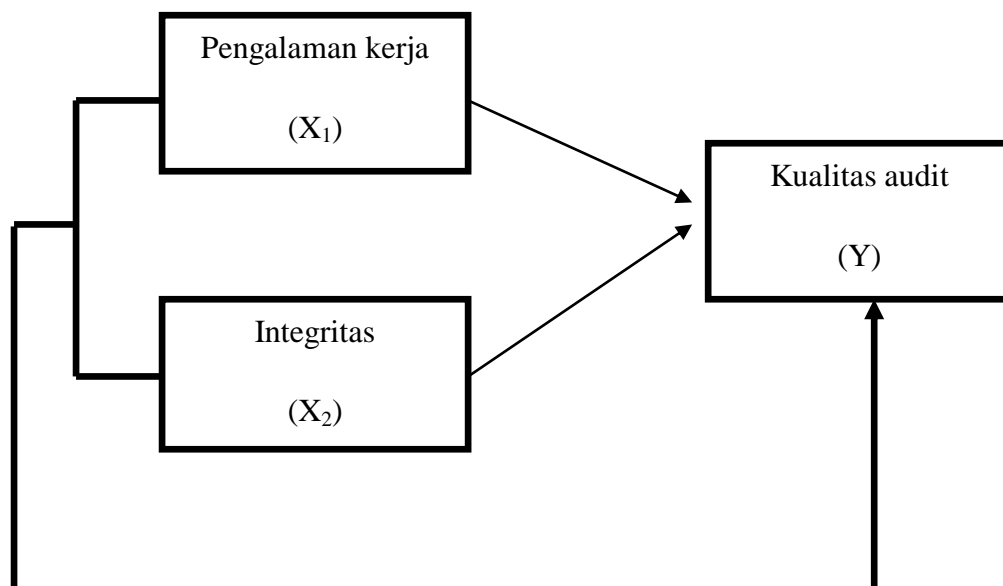 Pengalaman kerja
(X₁)
Kualitas audit
(Y)
Integritas
(X₂)